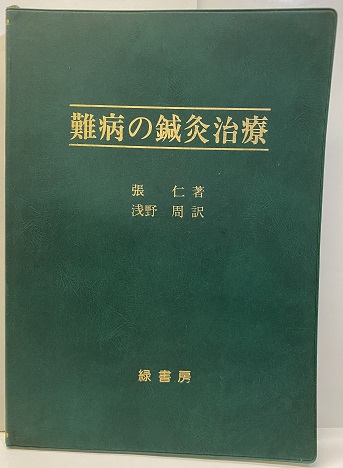 難病の鍼灸治療
張 仁 著
浅野 周 訳
緑書房